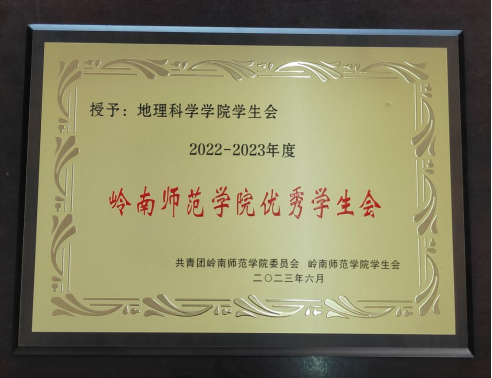 授予：地理科学学院学生会
2022-2023年度
岭南师范学院优秀学生会
共青团岭南师范学院委员会 岭南师范学院学生会
二〇二三年六月